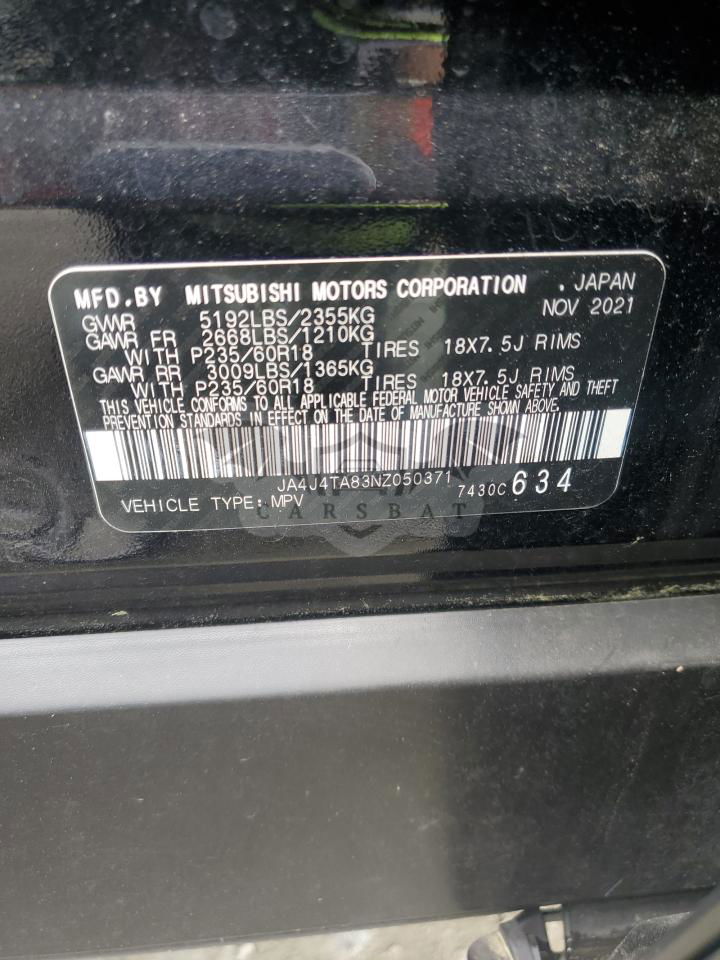 MFD.BY MITSUBISHI MOTORS CORPORATION . JAPAN
NOV 2021
GVWR 5192LBS/2355KG
GAWR FR 2668LBS/1210KG
WITH P235/60R18 TIRES 18X7.5J RIMS
GAWR RR 3009LBS/1365KG
WITH P235/60R18 TIRES 18X7.5J RIMS
THIS VEHICLE CONFORMS TO ALL APPLICABLE FEDERAL MOTOR VEHICLE SAFETY AND THEFT
PREVENTION STANDARDS IN EFFECT ON THE DATE OF MANUFACTURE SHOWN ABOVE.
JA4J4TA83NZ050371
VEHICLE TYPE: MPV 7430C 634
CARSBAT